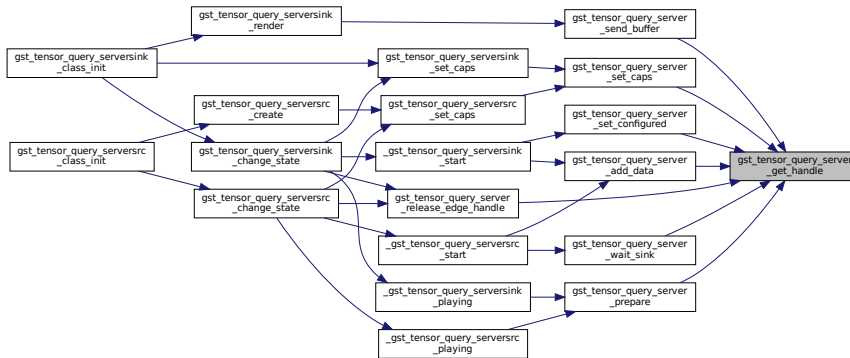 gst_tensor_query_serversink
_render
gst_tensor_query_server
_send_buffer
gst_tensor_query_serversink
_class_init
gst_tensor_query_serversink
_set_caps
gst_tensor_query_server
_set_caps
gst_tensor_query_serversrc
_create
gst_tensor_query_serversrc
_set_caps
gst_tensor_query_server
_set_configured
gst_tensor_query_serversrc
_class_init
gst_tensor_query_serversink
_change_state
_gst_tensor_query_serversink
_start
gst_tensor_query_server
_add_data
gst_tensor_query_server
_get_handle
gst_tensor_query_serversrc
_change_state
gst_tensor_query_server
_release_edge_handle
_gst_tensor_query_serversrc
_start
gst_tensor_query_server
_wait_sink
_gst_tensor_query_serversink
_playing
gst_tensor_query_server
_prepare
_gst_tensor_query_serversrc
_playing